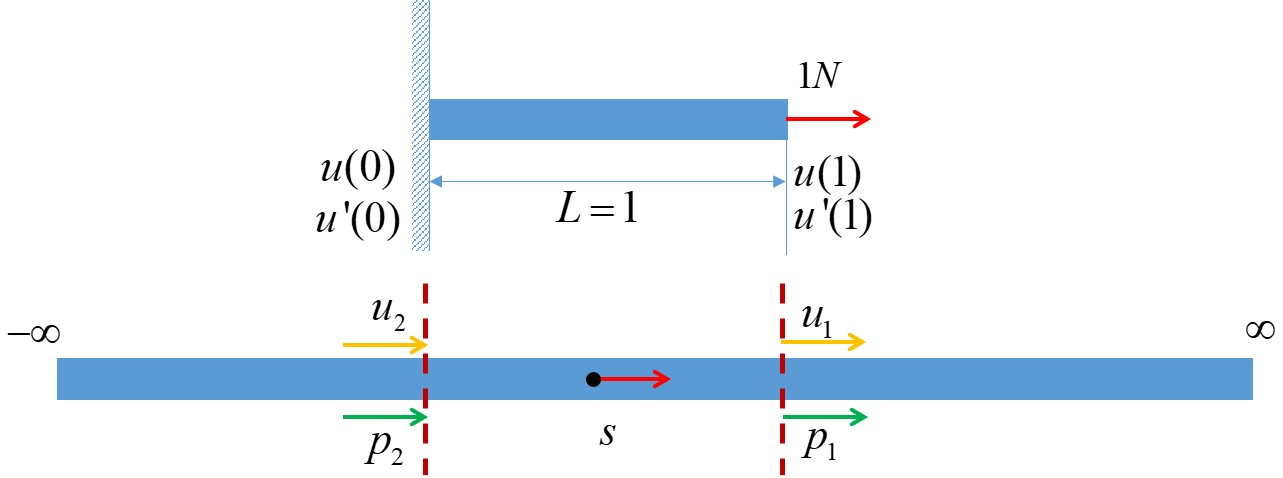 1N
u(0)
u'(0)
L = 1
u(1)
u'(1)
u₂
u₁
−∞
∞
p₂
s
p₁